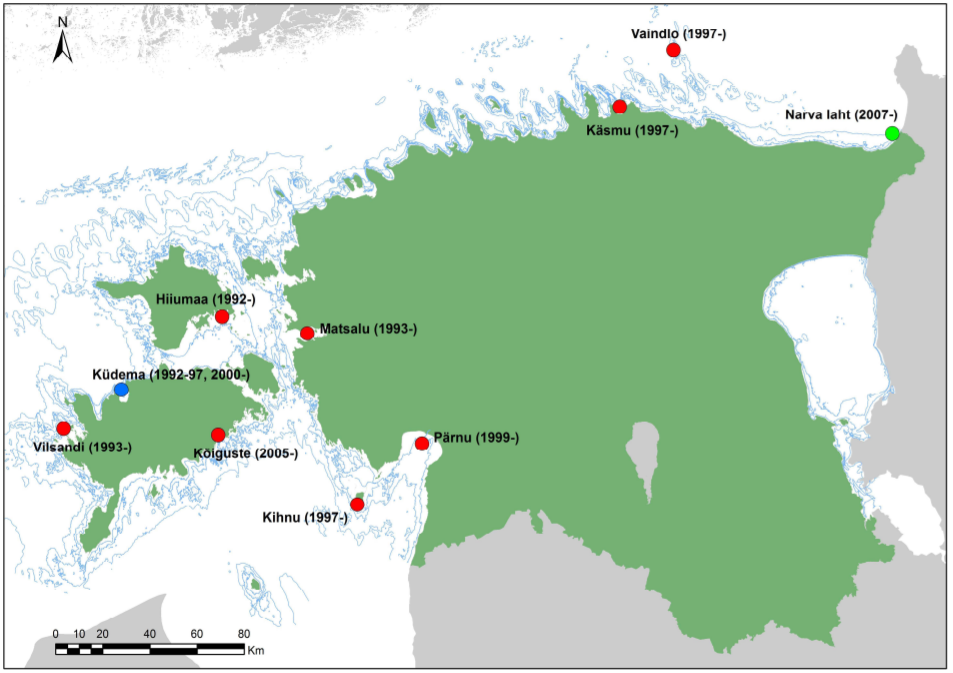 N
Vaindlo (1997-)
Narva laht (2007-)
Käsmu (1997-)
Hiiumaa (1992-)
Matsalu (1993-)
Küdema (1992-97, 2000-)
Vilsandi (1993-)
Kõiguste (2005-)
Pärnu (1999-)
Kihnu (1997-)
0 10 20 40 60 80
Km